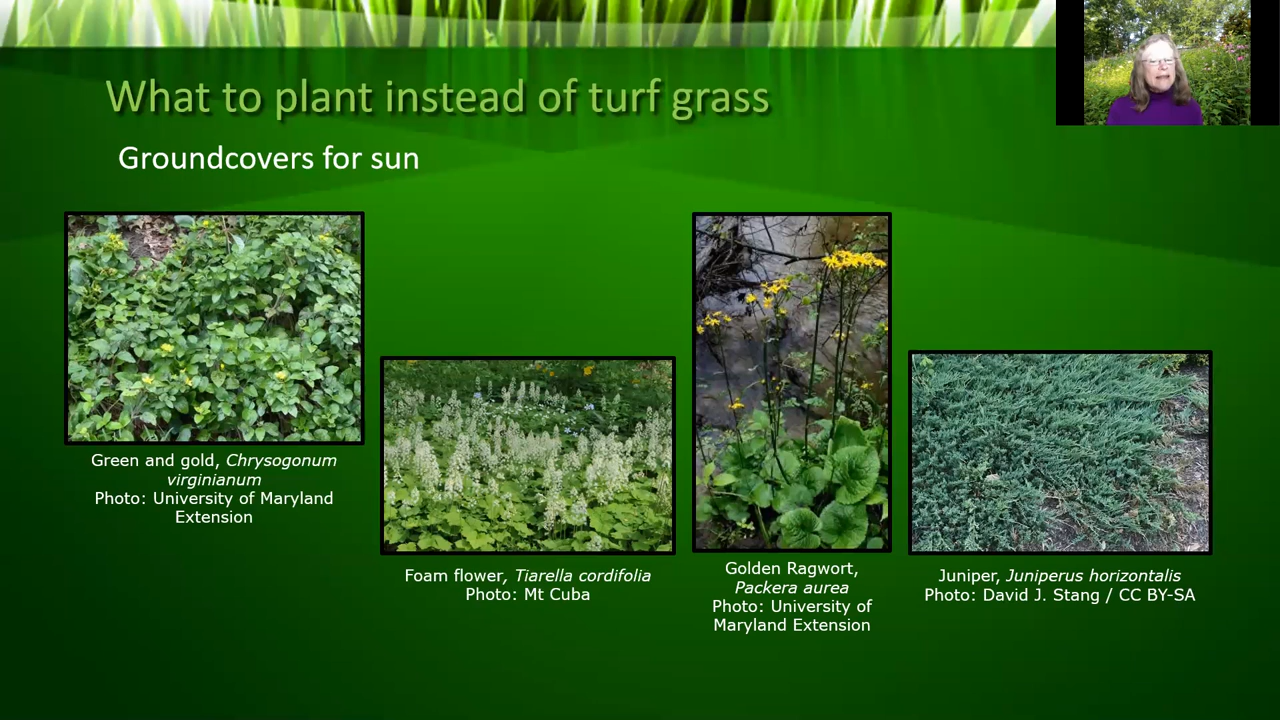 What to plant instead of turf grass
Groundcovers for sun
Green and gold, Chrysogonum
virginianum
Photo: University of Maryland
Extension
Foam flower, Tiarella cordifolia
Photo: Mt Cuba
Golden Ragwort,
Packera aurea
Photo: University of
Maryland Extension
Juniper, Juniperus horizontalis
Photo: David J. Stang / CC BY-SA